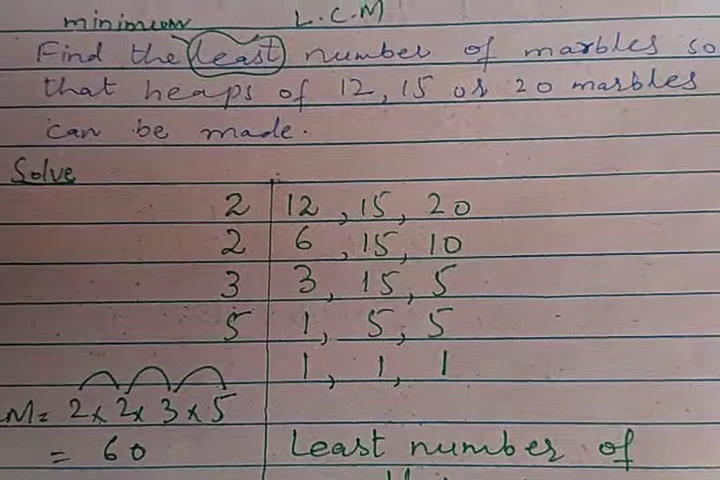 minimum L.C.M
Find the least number of marbles so
that heaps of 12, 15 or 20 marbles
can be made.
Solve
2 | 12, 15, 20
2 | 6, 15, 10
3 | 3, 15, 5
5 | 1, 5, 5
1, 1, 1
M = 2 x 2 x 3 x 5
= 60
Least number of